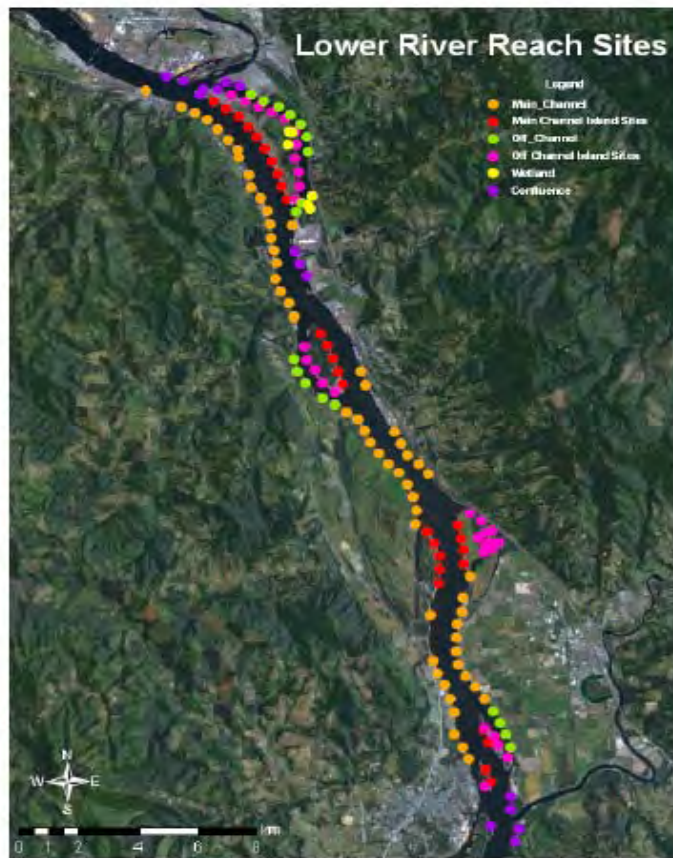 Lower River Reach Sites
Legend
Main_Channel
Main Channel Island Sites
Off_Channel
Off Channel Island Sites
Wetland
Confluence
N
W E
S
km
0 1 2 4 6 8